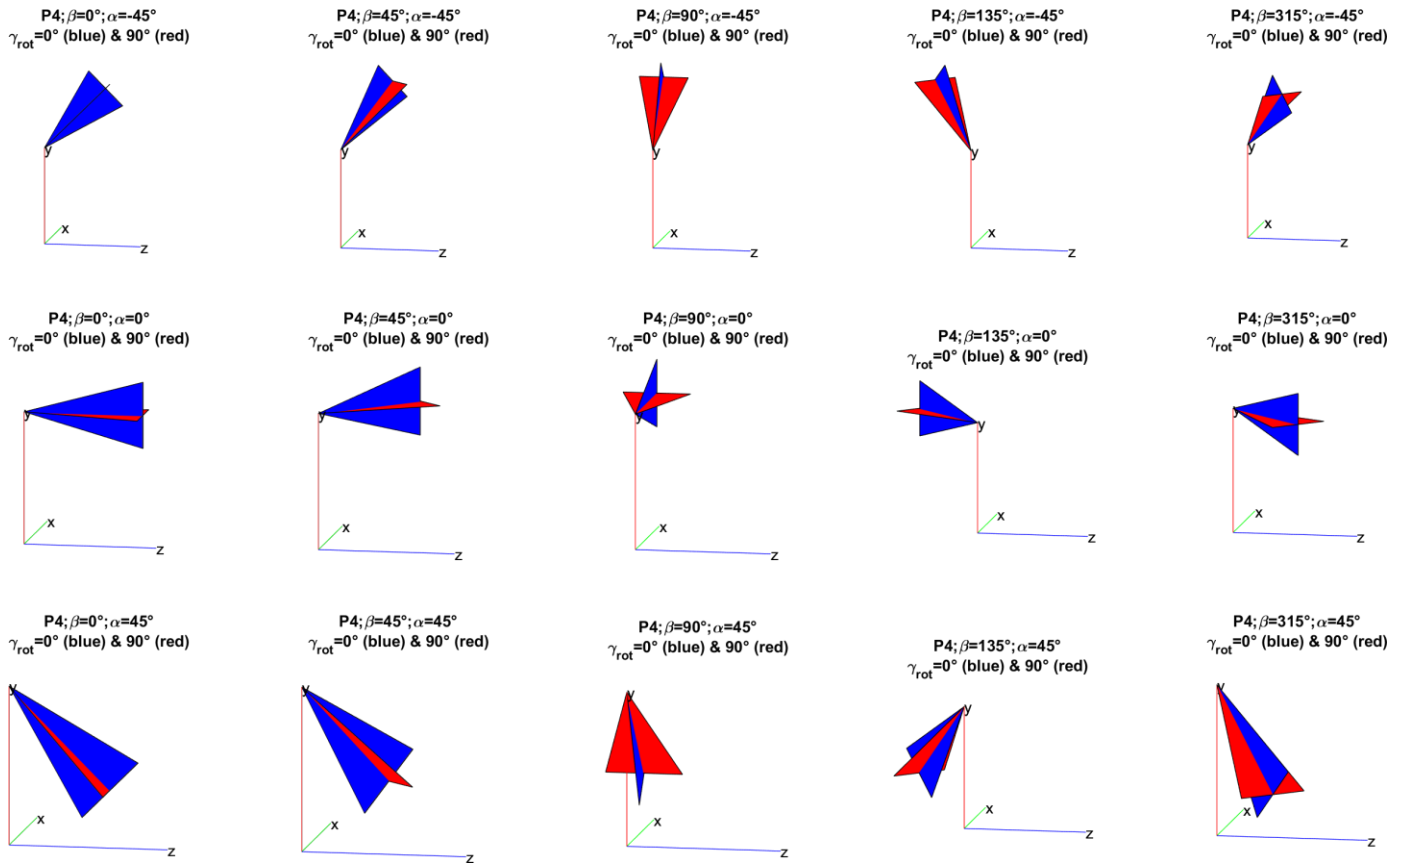 P4;β=0°;α=-45°
γrot=0° (blue) & 90° (red)
y
x
z
P4;β=45°;α=-45°
γrot=0° (blue) & 90° (red)
y
x
z
P4;β=90°;α=-45°
γrot=0° (blue) & 90° (red)
y
x
z
P4;β=135°;α=-45°
γrot=0° (blue) & 90° (red)
y
x
z
P4;β=315°;α=-45°
γrot=0° (blue) & 90° (red)
y
x
z
P4;β=0°;α=0°
γrot=0° (blue) & 90° (red)
y
x
z
P4;β=45°;α=0°
γrot=0° (blue) & 90° (red)
y
x
z
P4;β=90°;α=0°
γrot=0° (blue) & 90° (red)
y
x
z
P4;β=135°;α=0°
γrot=0° (blue) & 90° (red)
y
x
z
P4;β=315°;α=0°
γrot=0° (blue) & 90° (red)
y
x
z
P4;β=0°;α=45°
γrot=0° (blue) & 90° (red)
y
x
z
P4;β=45°;α=45°
γrot=0° (blue) & 90° (red)
y
x
z
P4;β=90°;α=45°
γrot=0° (blue) & 90° (red)
y
z
P4;β=135°;α=45°
γrot=0° (blue) & 90° (red)
y
x
z
P4;β=315°;α=45°
γrot=0° (blue) & 90° (red)
y
x
z